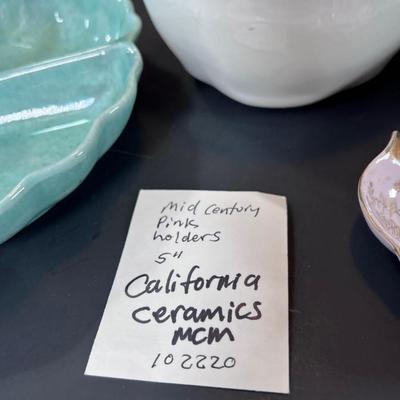 mid century
Pink
holders
5"
California
ceramics
mcm
102220